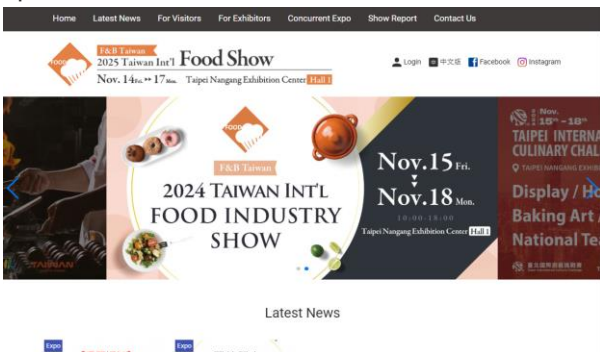 Home Latest News For Visitors For Exhibitors Concurrent Expo Show Report Contact Us
FOOD
F&B Taiwan
2025 Taiwan Int'l Food Show
Nov. 14 Fri. 17 Mon. Taipei Nangang Exhibition Center Hall 1
Login 中文版 Facebook Instagram
FOOD
F&B Taiwan
2024 TAIWAN INT'L
FOOD INDUSTRY
SHOW
Nov.15 Fri.
Nov.18 Mon.
10:00-18:00
Taipei Nangang Exhibition Center Hall 1
Nov.
15th -18th
TAIPEI INTERNA
CULINARY CHAL
TAIPEI NANGANG EXHIBI
Display / Ho
Baking Art /
National Te
Latest News
Expo
Expo